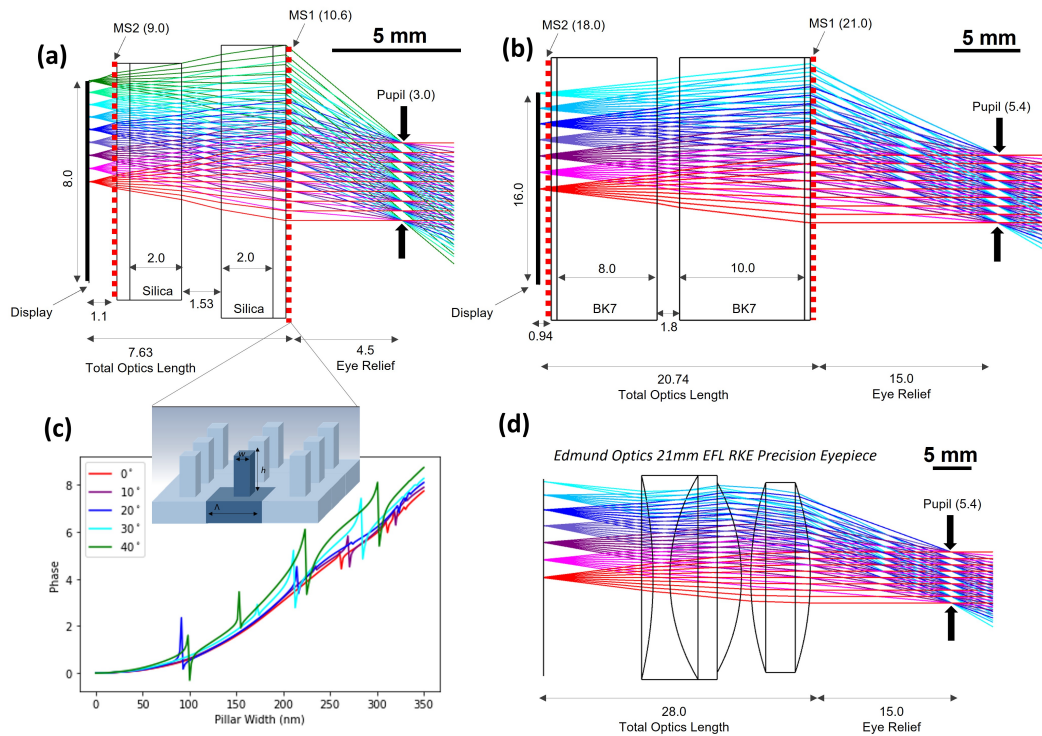 (a)
MS2 (9.0)
MS1 (10.6)
5 mm
Pupil (3.0)
8.0
2.0
2.0
Silica
1.53
Silica
Display
1.1
7.63
Total Optics Length
4.5
Eye Relief
(b)
MS2 (18.0)
MS1 (21.0)
5 mm
Pupil (5.4)
16.0
8.0
10.0
BK7
BK7
Display
1.8
0.94
20.74
Total Optics Length
15.0
Eye Relief
(c)
w
h
Λ
0°
10°
20°
30°
40°
Phase
8
6
4
2
0
0
50
100
150
200
250
300
350
Pillar Width (nm)
(d)
Edmund Optics 21mm EFL RKE Precision Eyepiece
5 mm
Pupil (5.4)
28.0
Total Optics Length
15.0
Eye Relief